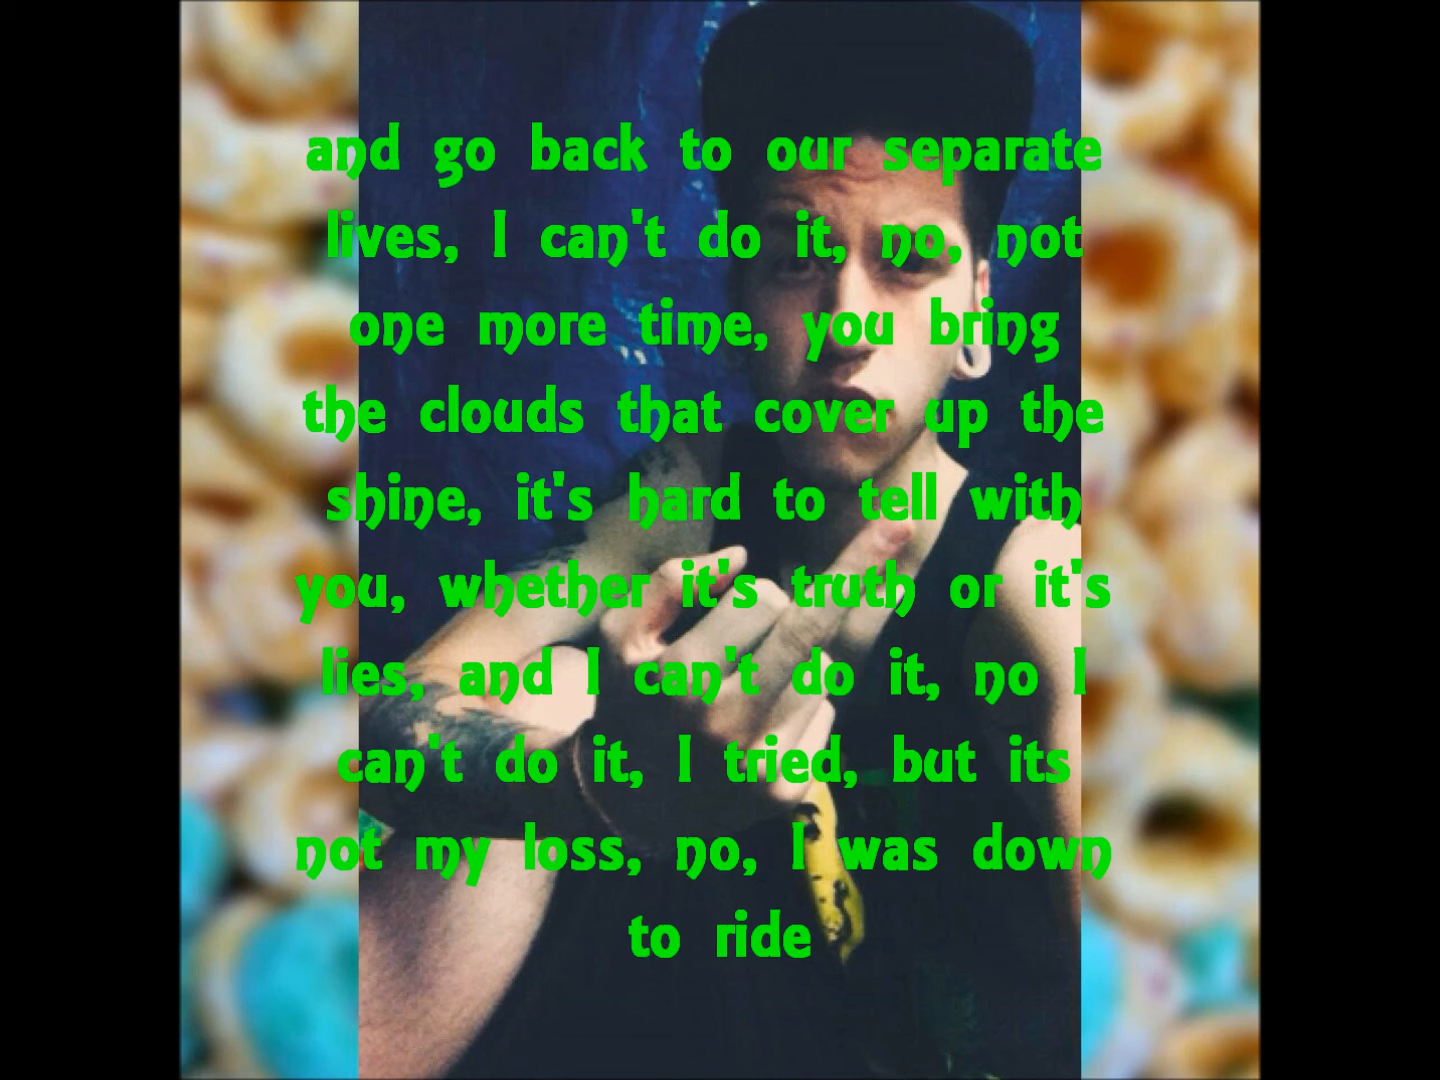 and go back to our separate
lives, I can't do it, no, not
one more time, you bring
the clouds that cover up the
shine, it's hard to tell with
you, whether it's truth or it's
lies, and I can't do it, no I
can't do it, I tried, but its
not my loss, no, I was down
to ride